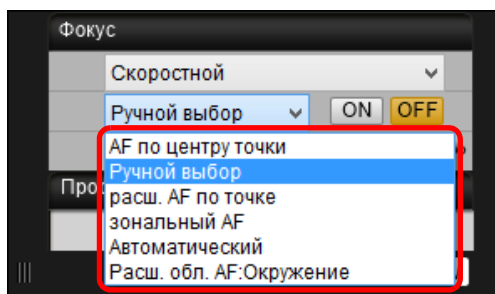 Фокус
Скоростной
Ручной выбор ON OFF
AF по центру точки
Ручной выбор
расш. AF по точке
зональный AF
Автоматический
Расш. обл. AF:Окружение